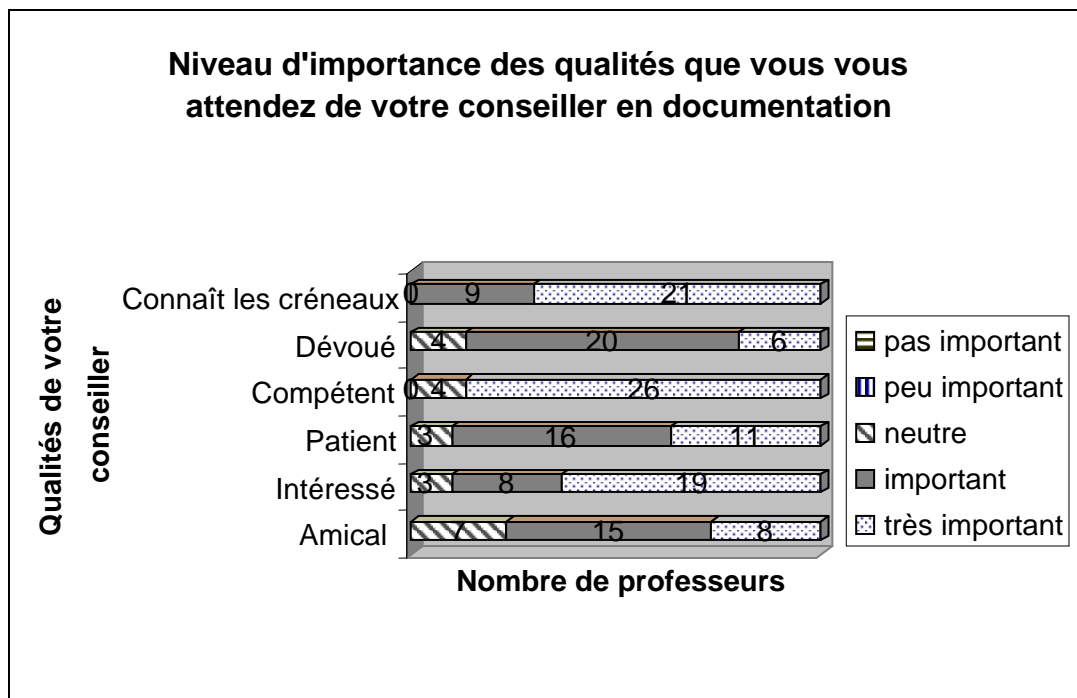 Niveau d'importance des qualités que vous vous
attendez de votre conseiller en documentation
Qualités de votre
conseiller
Connaît les créneaux
0 9 21
Dévoué
4 20 6
Compétent
0 4 26
Patient
3 16 11
Intéressé
3 8 19
Amical
7 15 8
Nombre de professeurs
pas important
peu important
neutre
important
très important